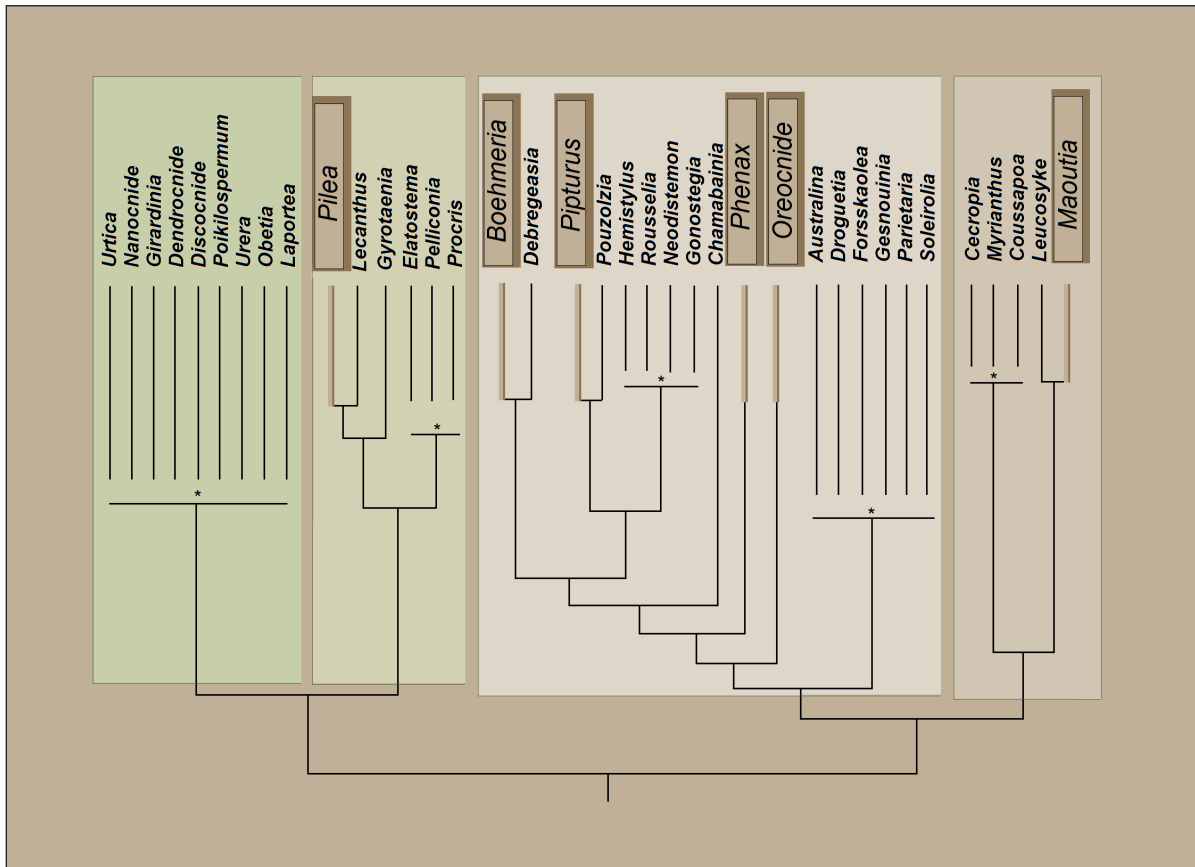 Urtica
Nanocnide
Girardinia
Dendrocnide
Discocnide
Poikilospermum
Urera
Obetia
Laportea
Pilea
Lecanthus
Gyrotaenia
Elatostema
Pelliconia
Procris
Boehmeria
Debregeasia
Pipturus
Pouzolzia
Hemistylus
Rousselia
Neodistemon
Gonostegia
Chamabainia
Phenax
Oreocnide
Australina
Droguetia
Forsskaolea
Gesnouinia
Parietaria
Soleirolia
Cecropia
Myrianthus
Coussapoa
Leucosyke
Maoutia
*
*
*
*
*